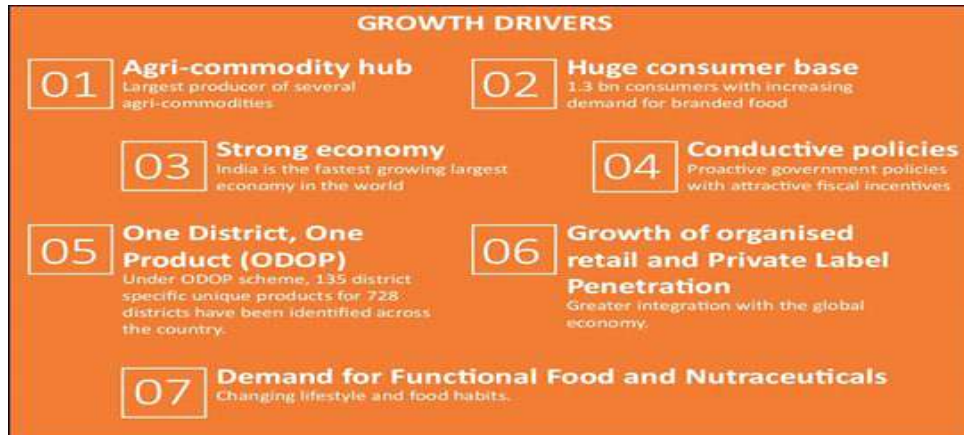 GROWTH DRIVERS
01
Agri-commodity hub
Largest producer of several
agri-commodities
02
Huge consumer base
1.3 bn consumers with increasing
demand for branded food
03
Strong economy
India is the fastest growing largest
economy in the world
04
Conductive policies
Proactive government policies
with attractive fiscal incentives
05
One District, One
Product (ODOP)
Under ODOP scheme, 135 district
specific unique products for 728
districts have been identified across
the country.
06
Growth of organised
retail and Private Label
Penetration
Greater integration with the global
economy.
07
Demand for Functional Food and Nutraceuticals
Changing lifestyle and food habits.